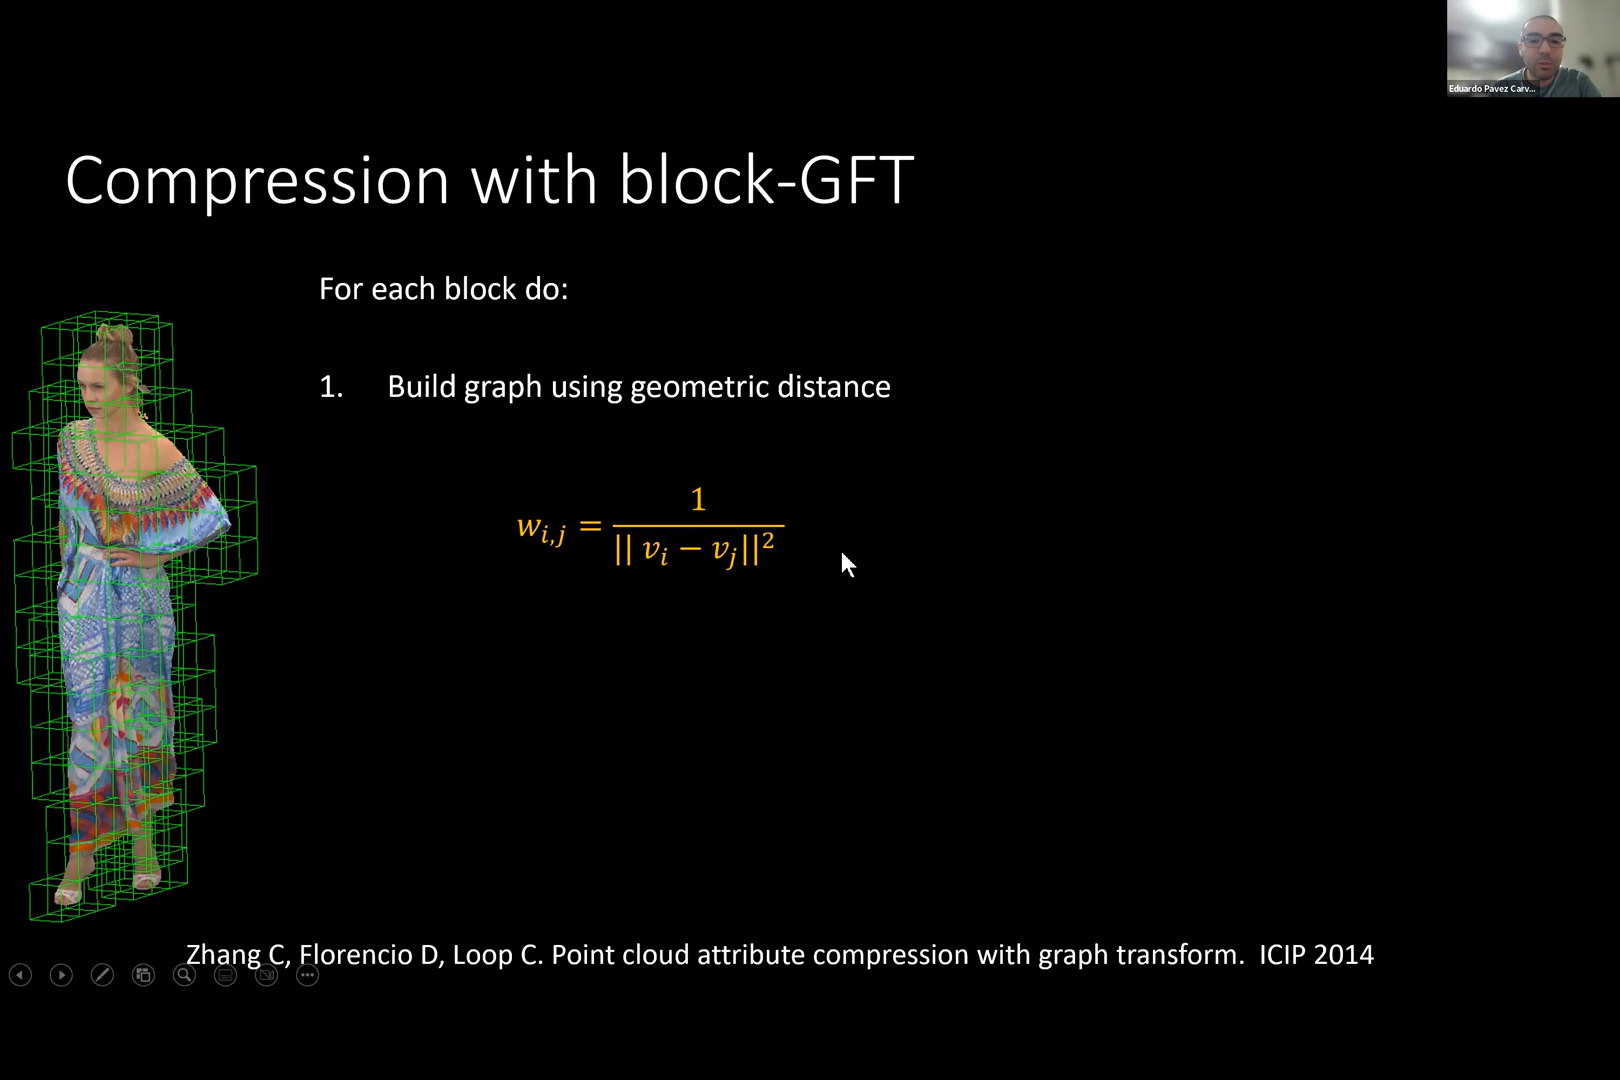 Eduardo Pavez Carv...
Compression with block-GFT
For each block do:
1. Build graph using geometric distance
w_{i,j} = \frac{1}{|| v_i − v_j||^2}
Zhang C, Florencio D, Loop C. Point cloud attribute compression with graph transform. ICIP 2014